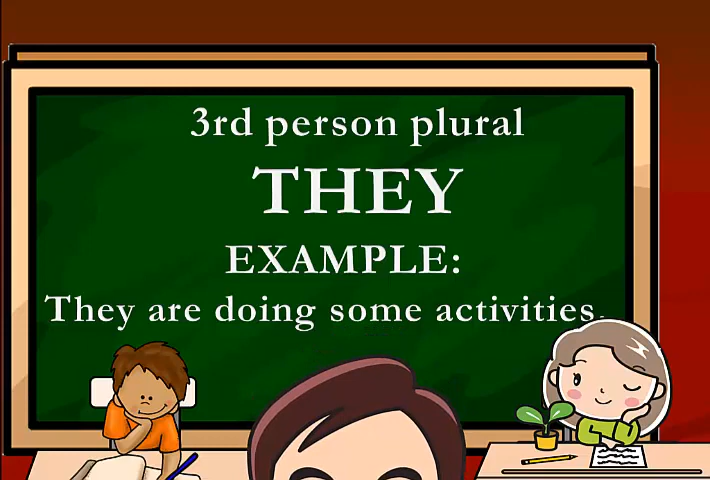 3rd person plural
THEY
EXAMPLE:
They are doing some activities.